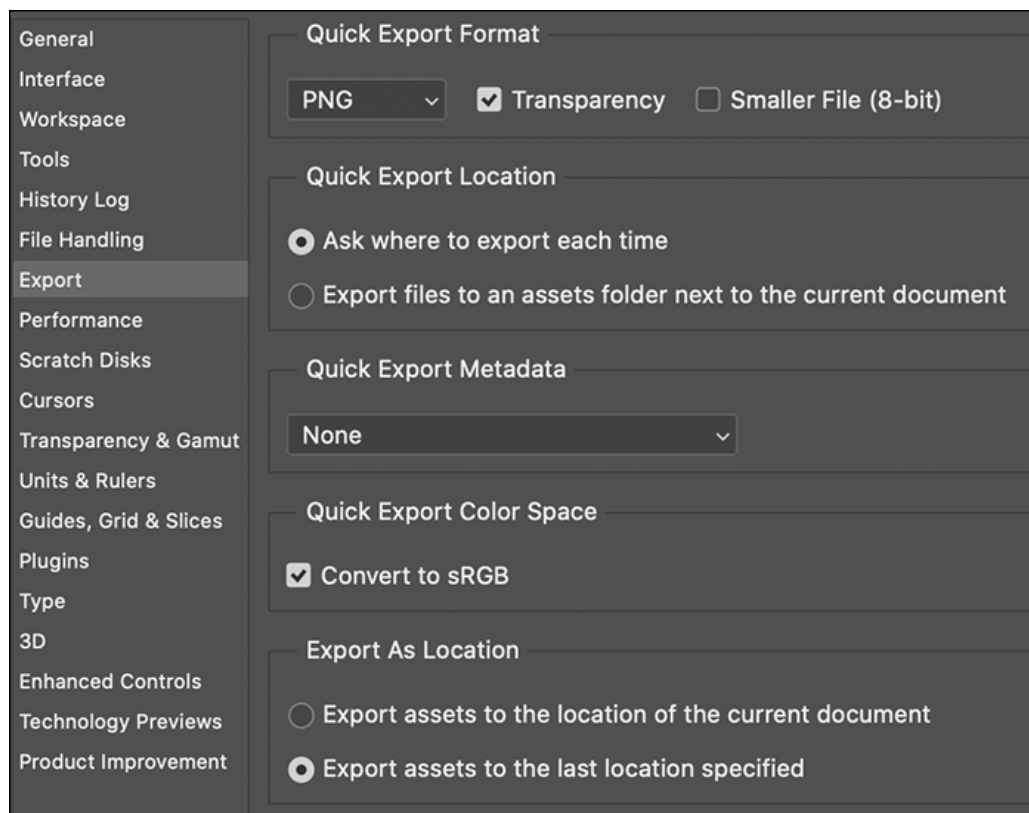 General
Interface
Workspace
Tools
History Log
File Handling
Export
Performance
Scratch Disks
Cursors
Transparency & Gamut
Units & Rulers
Guides, Grid & Slices
Plugins
Type
3D
Enhanced Controls
Technology Previews
Product Improvement
Quick Export Format
PNG Transparency Smaller File (8-bit)
Quick Export Location
Ask where to export each time
Export files to an assets folder next to the current document
Quick Export Metadata
None
Quick Export Color Space
Convert to sRGB
Export As Location
Export assets to the location of the current document
Export assets to the last location specified